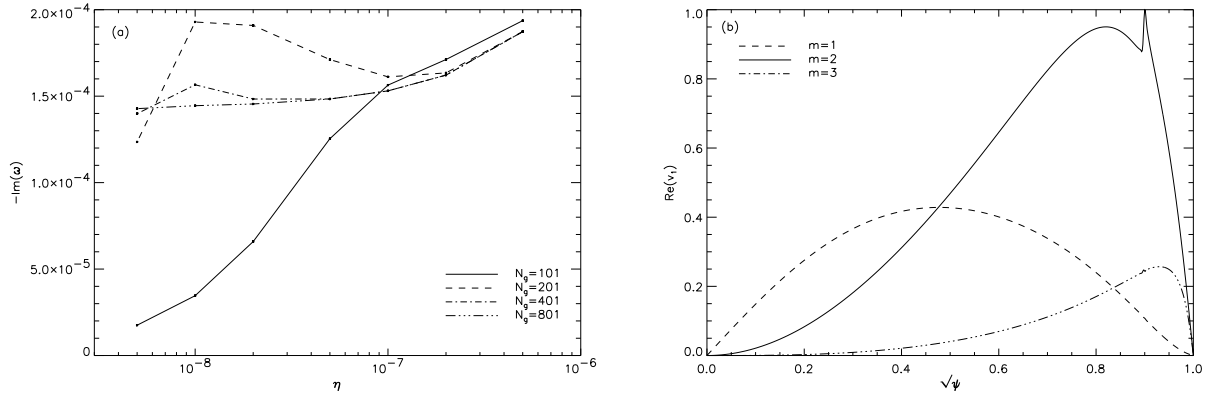 (a)
2.0×10⁻⁴
1.5×10⁻⁴
1.0×10⁻⁴
5.0×10⁻⁵
0
-Im(ω)
10⁻⁸
10⁻⁷
10⁻⁶
η
N_g=101
N_g=201
N_g=401
N_g=801
(b)
1.0
0.8
0.6
0.4
0.2
0.0
Re(v₁)
0.0
0.2
0.4
0.6
0.8
1.0
√ψ
m=1
m=2
m=3